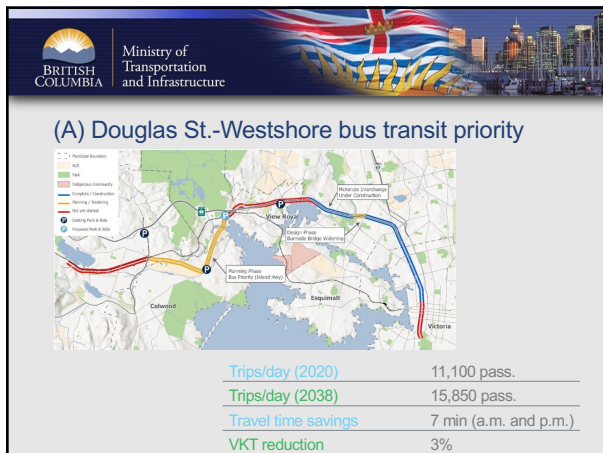 BRITISH
COLUMBIA
Ministry of
Transportation
and Infrastructure
(A) Douglas St.-Westshore bus transit priority
Municipal Boundary
ALR
Park
Indigenous Community
Complete / Construction
Planning / Tendering
Not yet started
P Existing Park & Ride
P Proposed Park & Ride
McKenzie Interchange
Under Construction
View Royal
P
P
P
P
Design Phase
Burnside Bridge Widening
Planning Phase
Bus Priority (Island Hwy)
Colwood
Esquimalt
Victoria
Trips/day (2020) 11,100 pass.
Trips/day (2038) 15,850 pass.
Travel time savings 7 min (a.m. and p.m.)
VKT reduction 3%